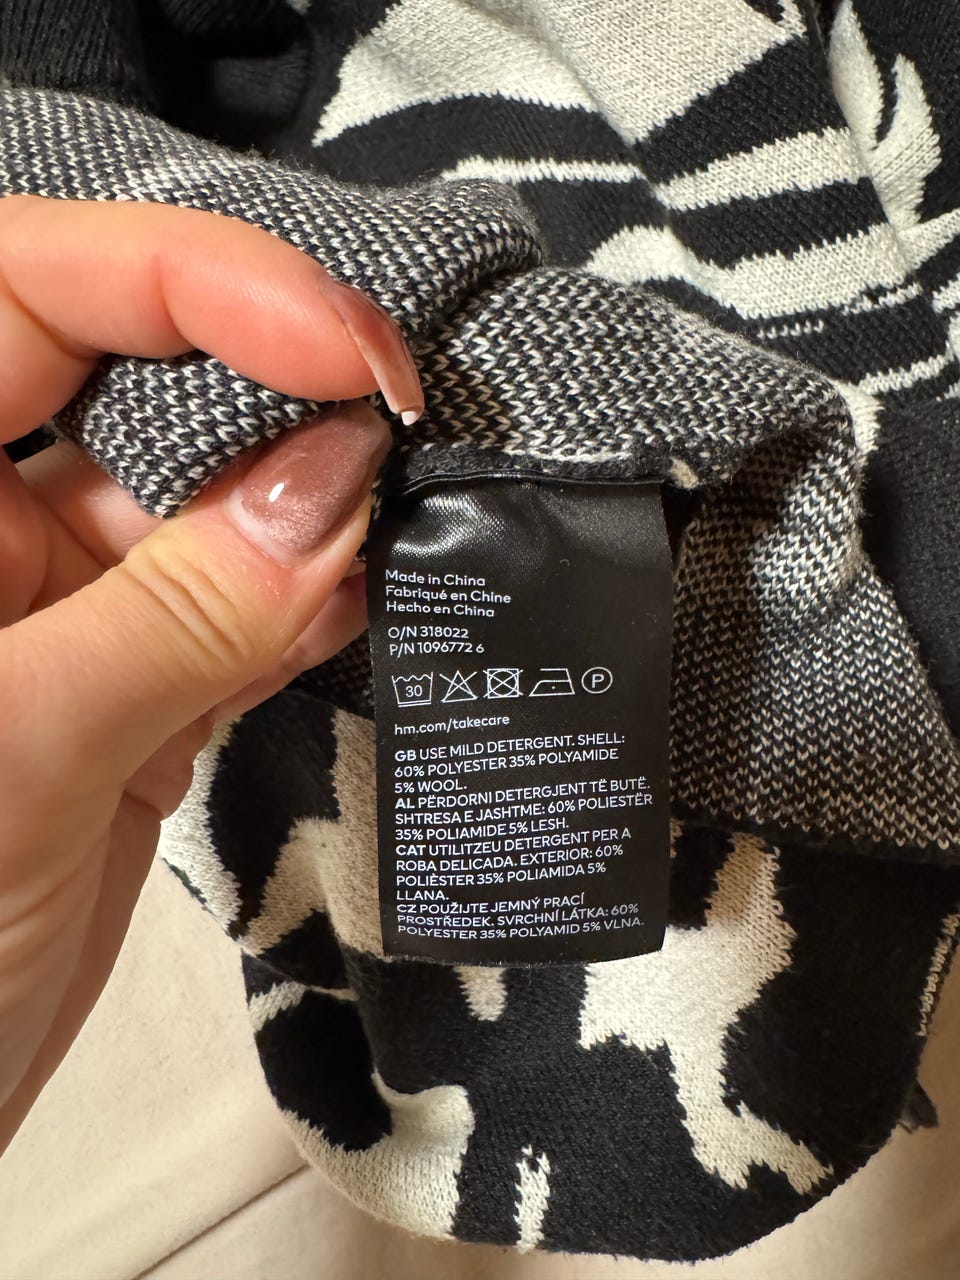 Made in China
Fabriqué en Chine
Hecho en China
O/N 318022
P/N 1096772 6
30 P
hm.com/takecare
GB USE MILD DETERGENT. SHELL:
60% POLYESTER 35% POLYAMIDE
5% WOOL.
AL PËRDORNI DETERGJENT TË BUTË.
SHTRESA E JASHTME: 60% POLIESTËR
35% POLIAMIDE 5% LESH.
CAT UTILITZEU DETERGENT PER A
ROBA DELICADA. EXTERIOR: 60%
POLIÈSTER 35% POLIAMIDA 5%
LLANA.
CZ POUŽIJTE JEMNÝ PRACÍ
PROSTŘEDEK. SVRCHNÍ LÁTKA: 60%
POLYESTER 35% POLYAMID 5% VLNA.